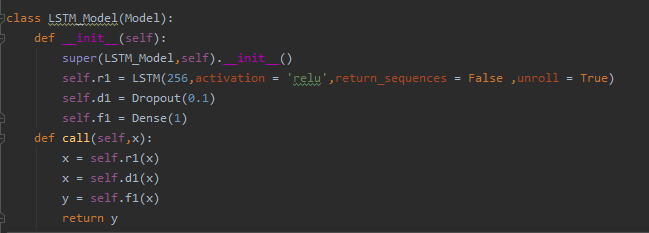 class LSTM_Model(Model):
    def __init__(self):
        super(LSTM_Model,self).__init__()
        self.r1 = LSTM(256,activation = 'relu',return_sequences = False ,unroll = True)
        self.d1 = Dropout(0.1)
        self.f1 = Dense(1)
    def call(self,x):
        x = self.r1(x)
        x = self.d1(x)
        y = self.f1(x)
        return y